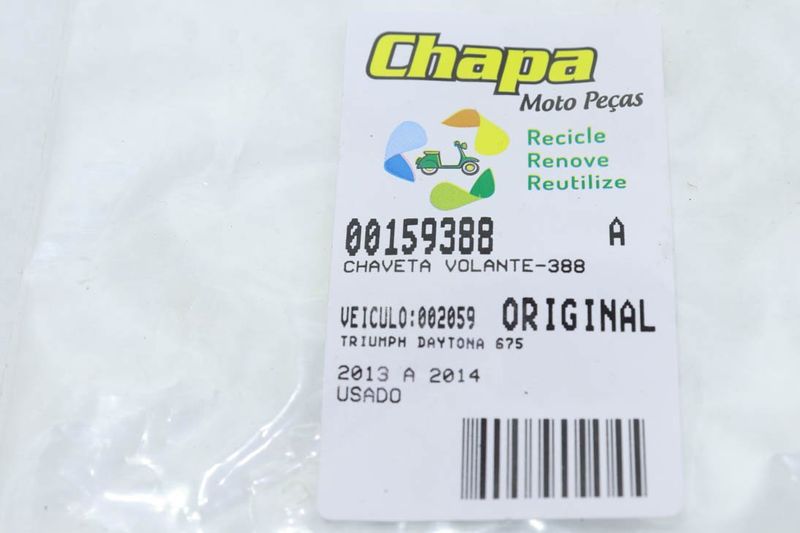 Chapa
Moto Peças
Recicle
Renove
Reutilize
00159388 A
CHAVETA VOLANTE-388
VEICULO:002059 ORIGINAL
TRIUMPH DAYTONA 675
2013 A 2014
USADO